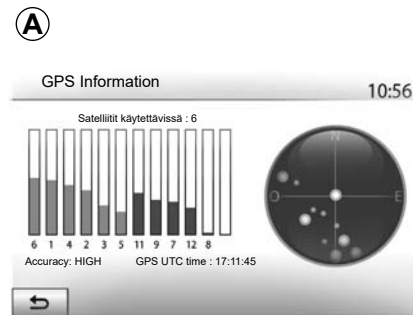 A
GPS Information
10:56
Satelliitit käytettävissä : 6
N
O E
6 1 4 2 3 5 11 9 7 12 8
Accuracy: HIGH GPS UTC time : 17:11:45